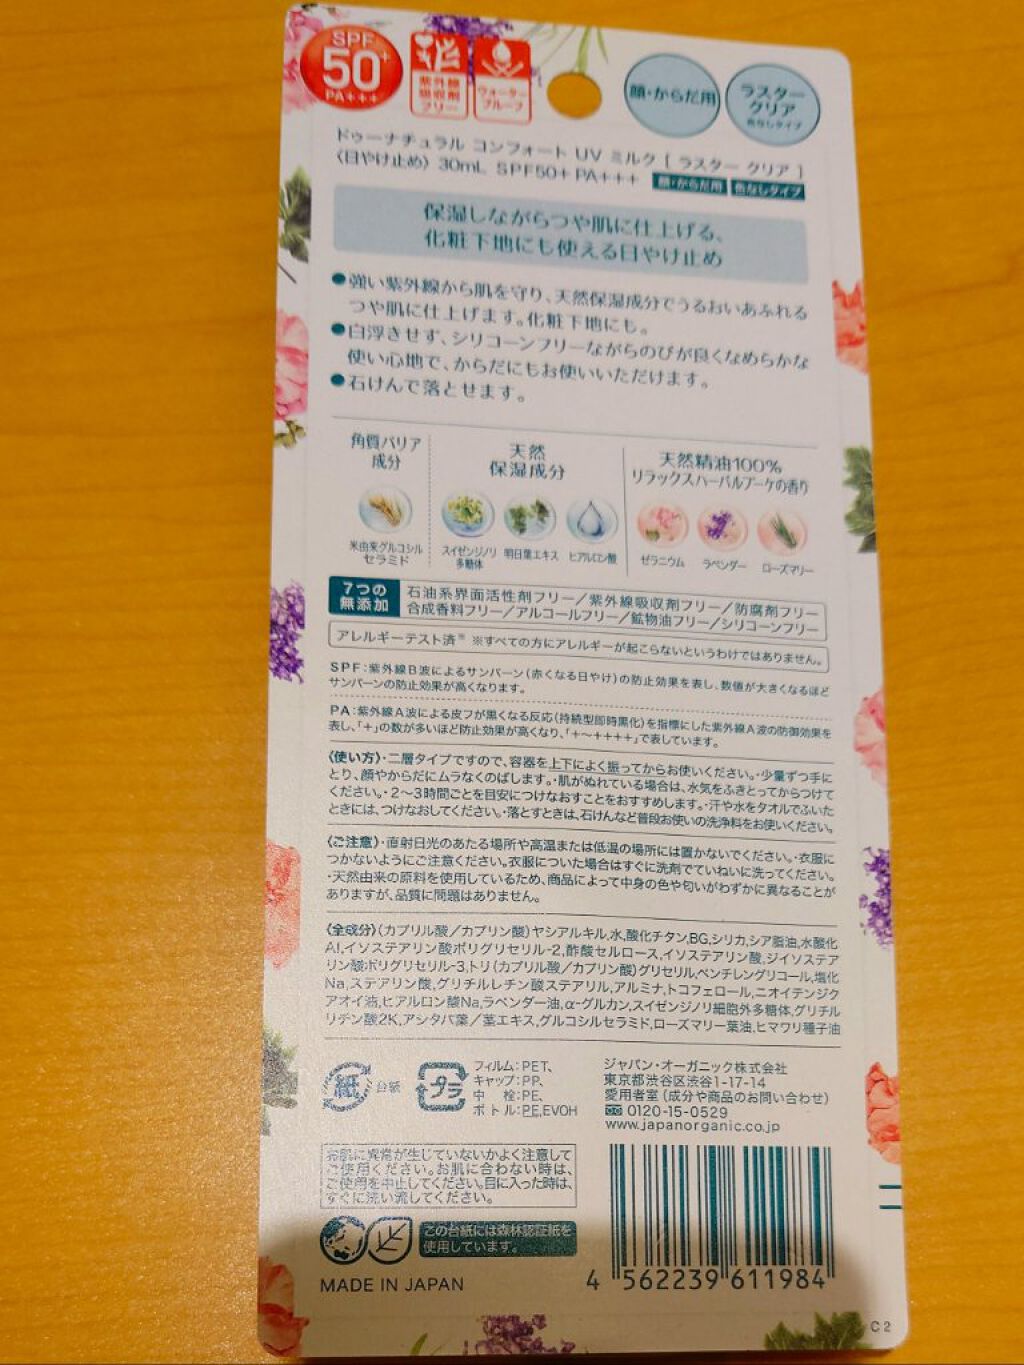 SPF
50+
PA+++
紫外線
吸収剤
フリー
ウォーター
プルーフ
顔・からだ用
ラスター
クリア
色なしタイプ
ドゥーナチュラル コンフォート UV ミルク [ ラスター クリア ]
〈日やけ止め〉 30mL SPF50+ PA+++ 顔・からだ用 色なしタイプ
保湿しながらつや肌に仕上げる、
化粧下地にも使える日やけ止め
●強い紫外線から肌を守り、天然保湿成分でうるおいあふれる
つや肌に仕上げます。化粧下地にも。
●白浮きせず、シリコーンフリーながらのびが良くなめらかな
使い心地で、からだにもお使いいただけます。
●石けんで落とせます。
角質バリア
成分
米由来グルコシル
セラミド
天然
保湿成分
スイゼンジノリ
多糖体
明日葉エキス
ヒアルロン酸
天然精油100%
リラックスハーバルブーケの香り
ゼラニウム
ラベンダー
ローズマリー
7つの
無添加
石油系界面活性剤フリー／紫外線吸収剤フリー／防腐剤フリー
合成香料フリー／アルコールフリー／鉱物油フリー／シリコーンフリー
アレルギーテスト済※ ※すべての方にアレルギーが起こらないというわけではありません。
SPF：紫外線B波によるサンバーン（赤くなる日やけ）の防止効果を表し、数値が大きくなるほど
サンバーンの防止効果が高くなります。
PA：紫外線A波による皮フが黒くなる反応（持続型即時黒化）を指標にした紫外線A波の防御効果を
表し、「+」の数が多いほど防止効果が高くなり、「+～++++」で表しています。
〈使い方〉・二層タイプですので、容器を上下によく振ってからお使いください。・少量ずつ手に
とり、顔やからだにムラなくのばします。・肌がぬれている場合は、水気をふきとってからつけて
ください。・2～3時間ごとを目安につけなおすことをおすすめします。・汗や水をタオルでふいた
ときには、つけなおしてください。・落とすときは、石けんなど普段お使いの洗浄料をお使いください。
〈ご注意〉・直射日光のあたる場所や高温または低温の場所には置かないでください。・衣服に
つかないようにご注意ください。衣服についた場合はすぐに洗剤でていねいに洗ってください。
・天然由来の原料を使用しているため、商品によって中身の色や匂いがわずかに異なることが
ありますが、品質に問題はありません。
〈全成分〉（カプリル酸／カプリン酸）ヤシアルキル,水,酸化チタン,BG,シリカ,シア脂油,水酸化
Al,イソステアリン酸ポリグリセリル-2,酢酸セルロース,イソステアリン酸,ジイソステア
リン酸ポリグリセリル-3,トリ（カプリル酸／カプリン酸）グリセリル,ペンチレングリコール,塩化
Na,ステアリン酸,グリチルレチン酸ステアリル,アルミナ,トコフェロール,ニオイテンジク
アオイ油,ヒアルロン酸Na,ラベンダー油,α-グルカン,スイゼンジノリ細胞外多糖体,グリチル
リチン酸2K,アシタバ葉／茎エキス,グルコシルセラミド,ローズマリー葉油,ヒマワリ種子油
紙 台紙
プラ
フィルム：PET、
キャップ：PP、
中 栓：PE、
ボトル：PE,EVOH
ジャパン・オーガニック株式会社
東京都渋谷区渋谷1-17-14
愛用者室（成分や商品のお問い合わせ）
0120-15-0529
www.japanorganic.co.jp
お肌に異常が生じていないかよく注意して
ご使用ください。お肌に合わない時は、
ご使用を中止してください。目に入った時は、
すぐに洗い流してください。
この台紙には森林認証紙を
使用しています。
MADE IN JAPAN
4 562239 611984
C2